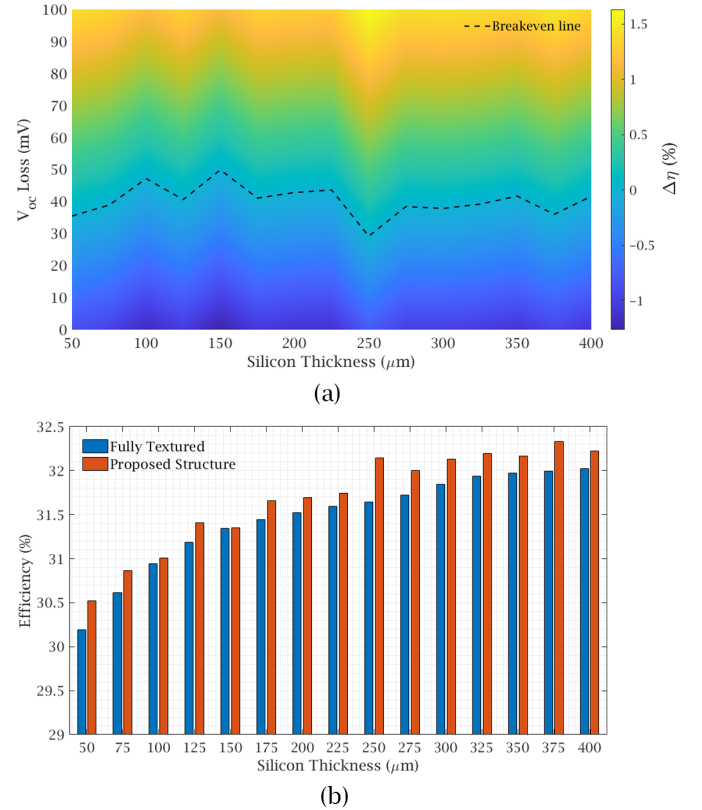 100
90
80
70
60
50
40
30
20
10
0
V_oc Loss (mV)
Breakeven line
50 100 150 200 250 300 350 400
Silicon Thickness (μm)
1.5
1
0.5
0
−0.5
−1
Δη (%)
(a)
32.5
32
31.5
31
30.5
30
29.5
29
Efficiency (%)
Fully Textured
Proposed Structure
50 75 100 125 150 175 200 225 250 275 300 325 350 375 400
Silicon Thickness (μm)
(b)